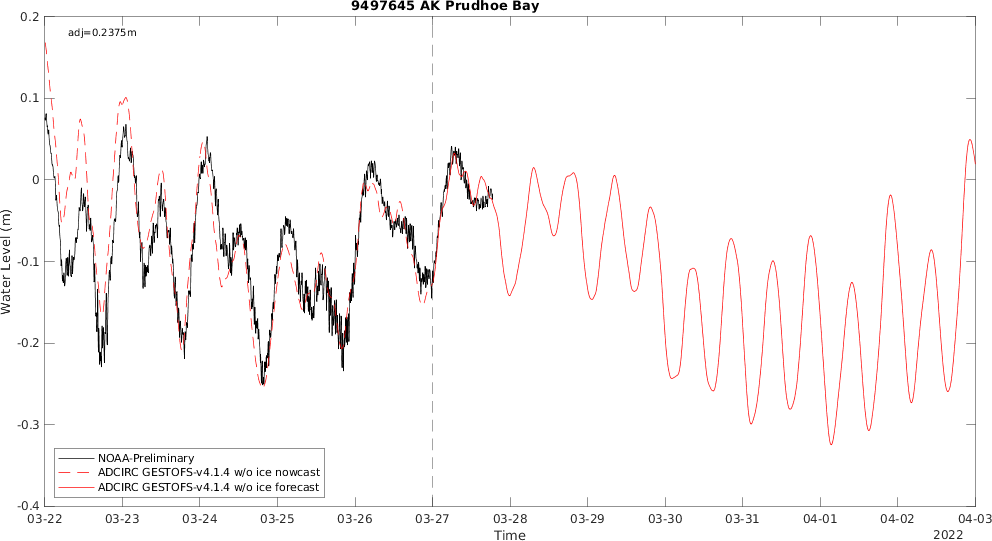 9497645 AK Prudhoe Bay
adj=0.2375m
0.2
0.1
0
-0.1
-0.2
-0.3
-0.4
Water Level (m)
NOAA-Preliminary
ADCIRC GESTOFS-v4.1.4 w/o ice nowcast
ADCIRC GESTOFS-v4.1.4 w/o ice forecast
03-22 03-23 03-24 03-25 03-26 03-27 03-28 03-29 03-30 03-31 04-01 04-02 04-03
Time
2022